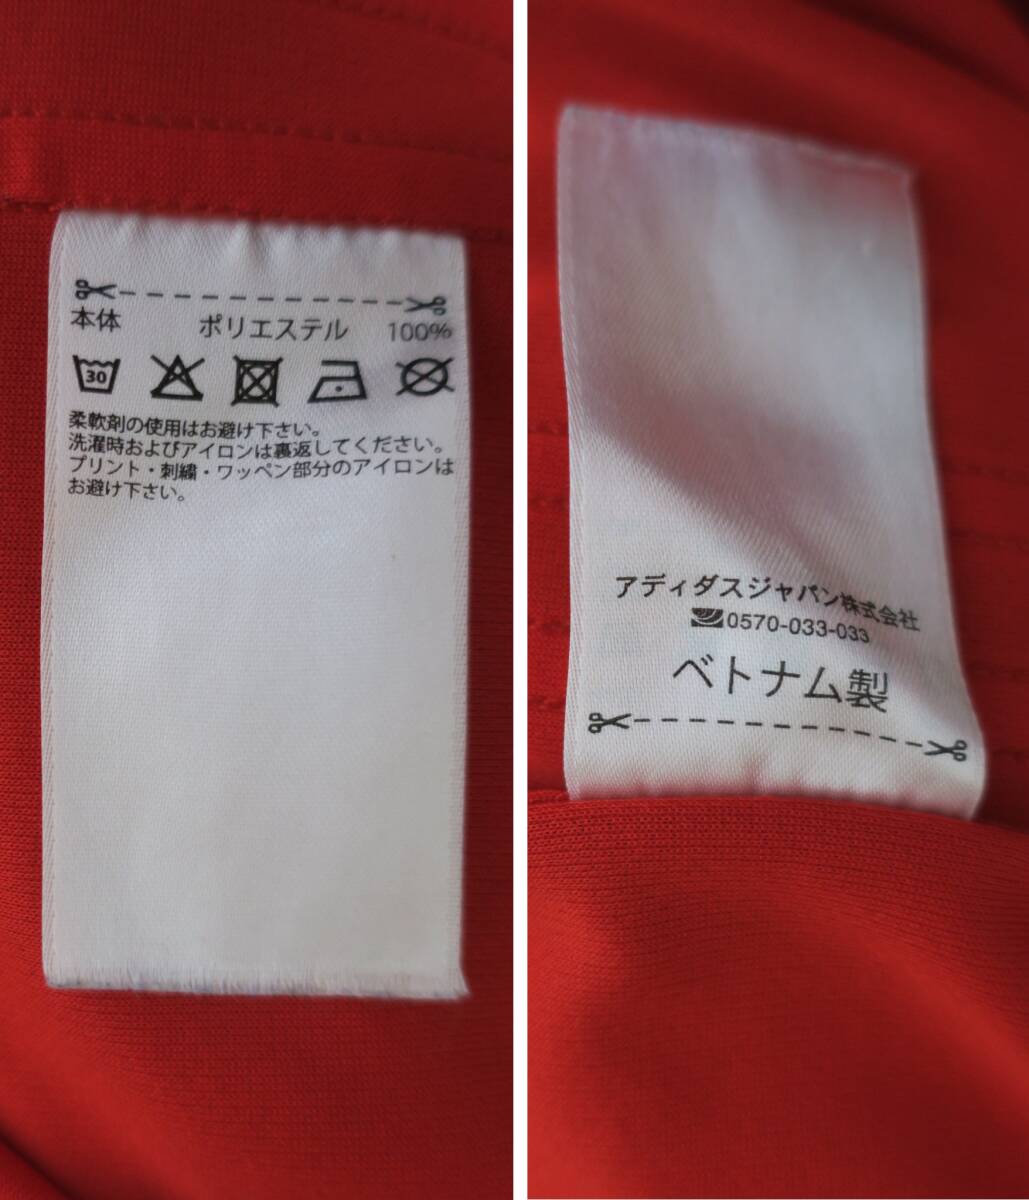 本体 ポリエステル 100%
30
柔軟剤の使用はお避け下さい。
洗濯時およびアイロンは裏返してください。
プリント・刺繍・ワッペン部分のアイロンは
お避け下さい。
アディダスジャパン株式会社
0570-033-033
ベトナム製